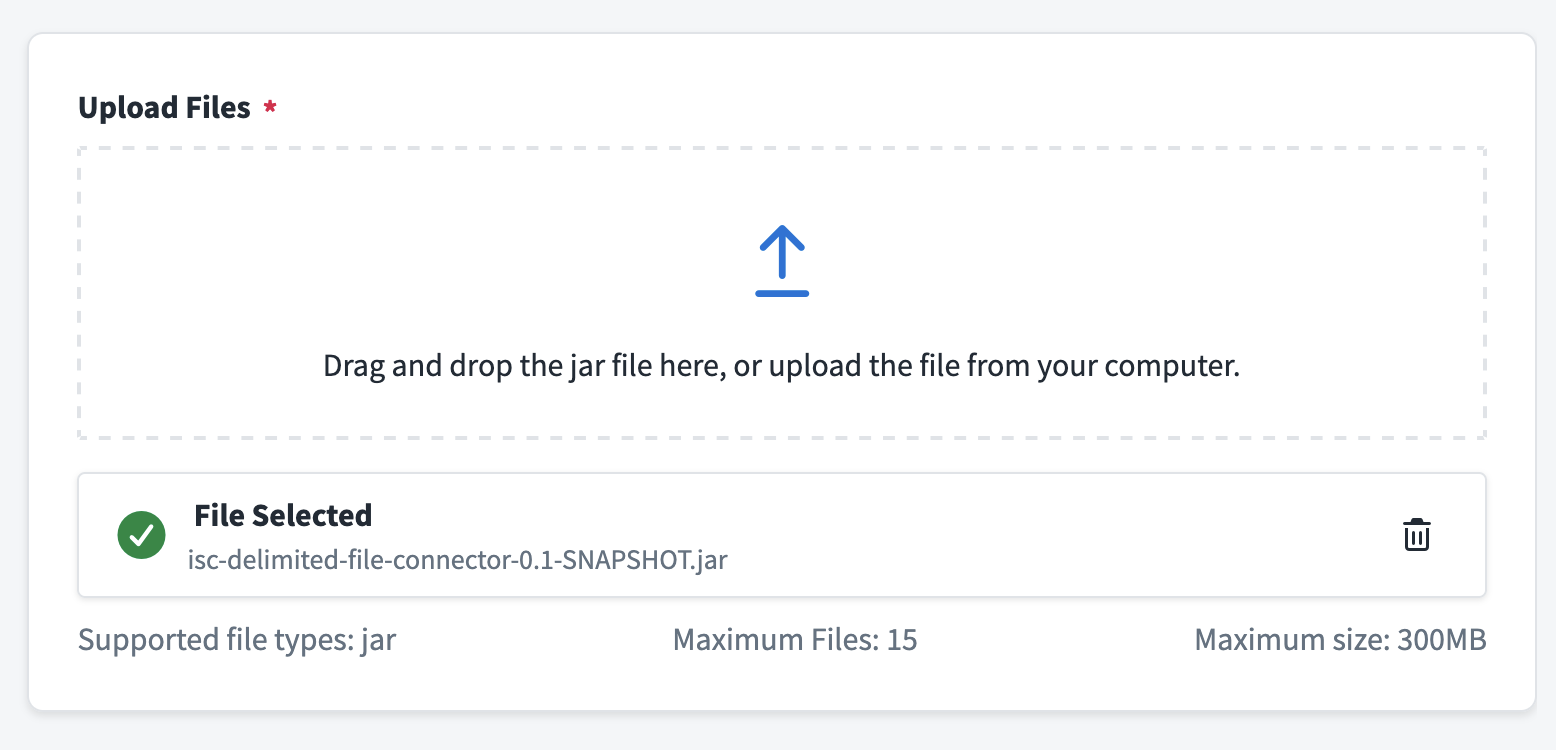 Upload Files *
Drag and drop the jar file here, or upload the file from your computer.
File Selected
isc-delimited-file-connector-0.1-SNAPSHOT.jar
Supported file types: jar
Maximum Files: 15
Maximum size: 300MB